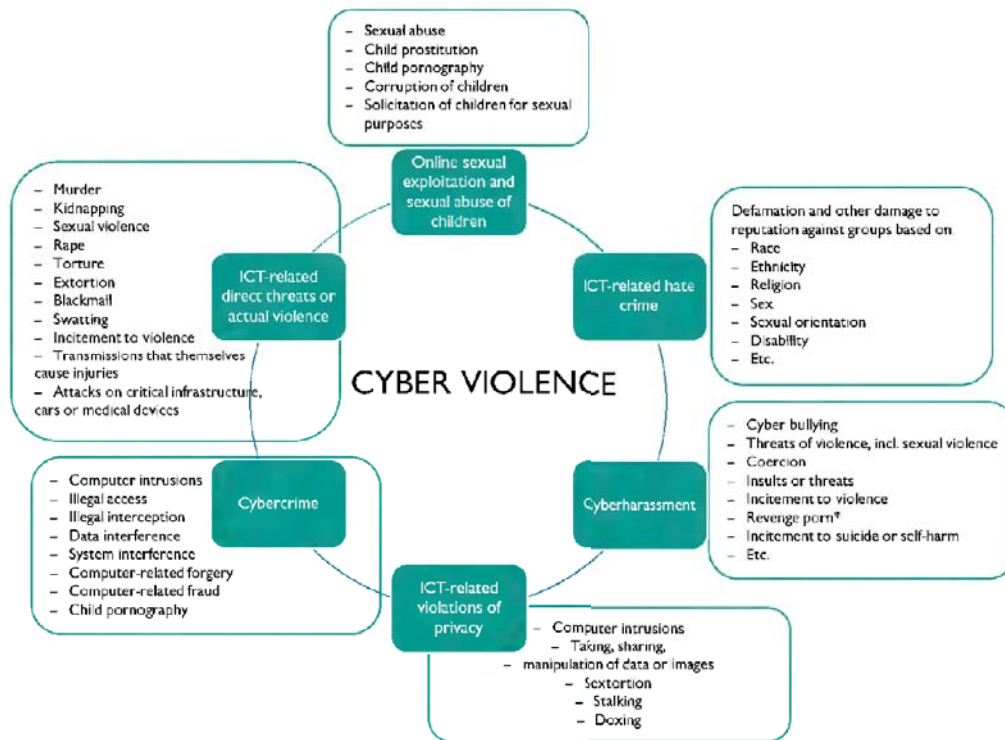 – Sexual abuse
– Child prostitution
– Child pornography
– Corruption of children
– Solicitation of children for sexual
purposes
Online sexual
exploitation and
sexual abuse of
children
– Murder
– Kidnapping
– Sexual violence
– Rape
– Torture
– Extortion
– Blackmail
– Swatting
– Incitement to violence
– Transmissions that themselves
cause injuries
– Attacks on critical infrastructure,
cars or medical devices
ICT-related
direct threats or
actual violence
ICT-related hate
crime
Defamation and other damage to
reputation against groups based on
– Race
– Ethnicity
– Religion
– Sex
– Sexual orientation
– Disability
– Etc.
CYBER VIOLENCE
– Computer intrusions
– Illegal access
– Illegal interception
– Data interference
– System interference
– Computer-related forgery
– Computer-related fraud
– Child pornography
Cybercrime
Cyberharassment
– Cyber bullying
– Threats of violence, incl. sexual violence
– Coercion
– Insults or threats
– Incitement to violence
– Revenge porn*
– Incitement to suicide or self-harm
– Etc.
ICT-related
violations of
privacy
– Computer intrusions
– Taking, sharing,
– manipulation of data or images
– Sextortion
– Stalking
– Doxing